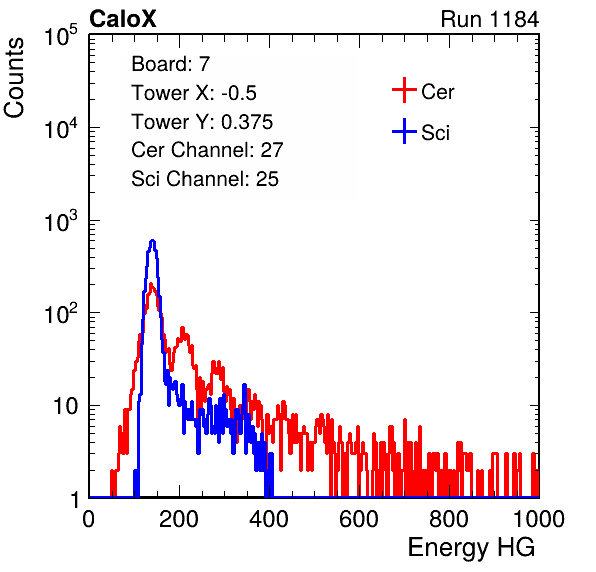 CaloX Run 1184
Counts
10^5
10^4
10^3
10^2
10
1
Board: 7
Tower X: -0.5
Tower Y: 0.375
Cer Channel: 27
Sci Channel: 25
Cer
Sci
0 200 400 600 800 1000
Energy HG